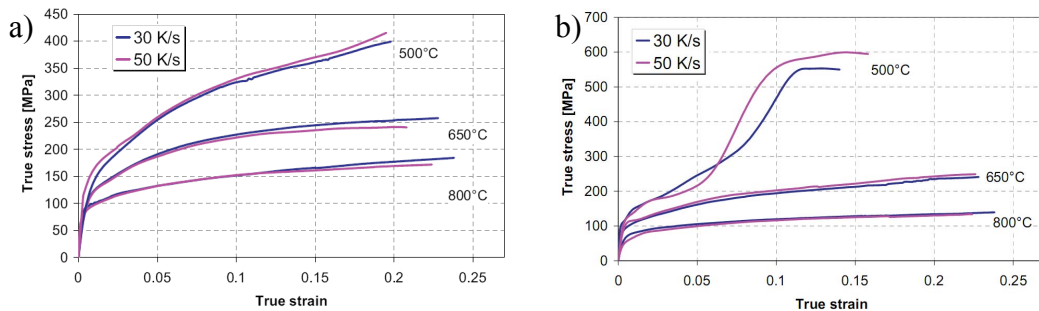 a)
30 K/s
50 K/s
500°C
650°C
800°C
True stress [MPa]
450
400
350
300
250
200
150
100
50
0
0 0.05 0.1 0.15 0.2 0.25
True strain
b)
30 K/s
50 K/s
500°C
650°C
800°C
True stress [MPa]
700
600
500
400
300
200
100
0
0 0.05 0.1 0.15 0.2 0.25
True strain